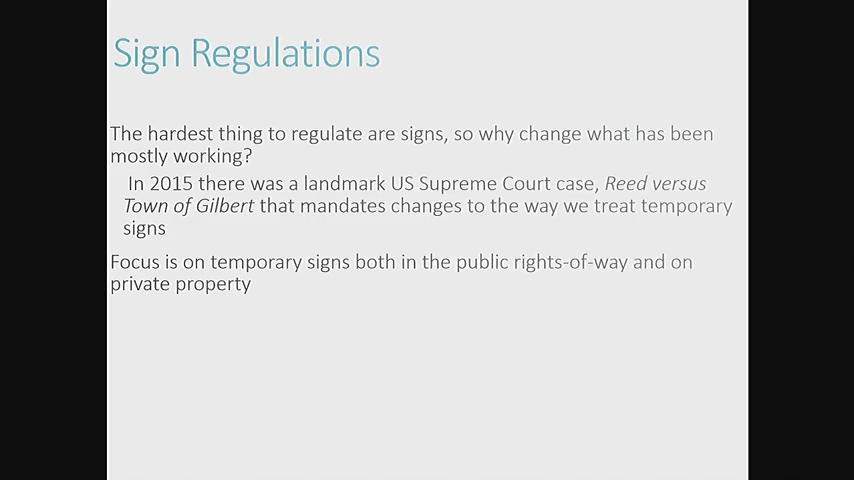 Sign Regulations
The hardest thing to regulate are signs, so why change what has been
mostly working?
In 2015 there was a landmark US Supreme Court case, Reed versus
Town of Gilbert that mandates changes to the way we treat temporary
signs
Focus is on temporary signs both in the public rights-of-way and on
private property